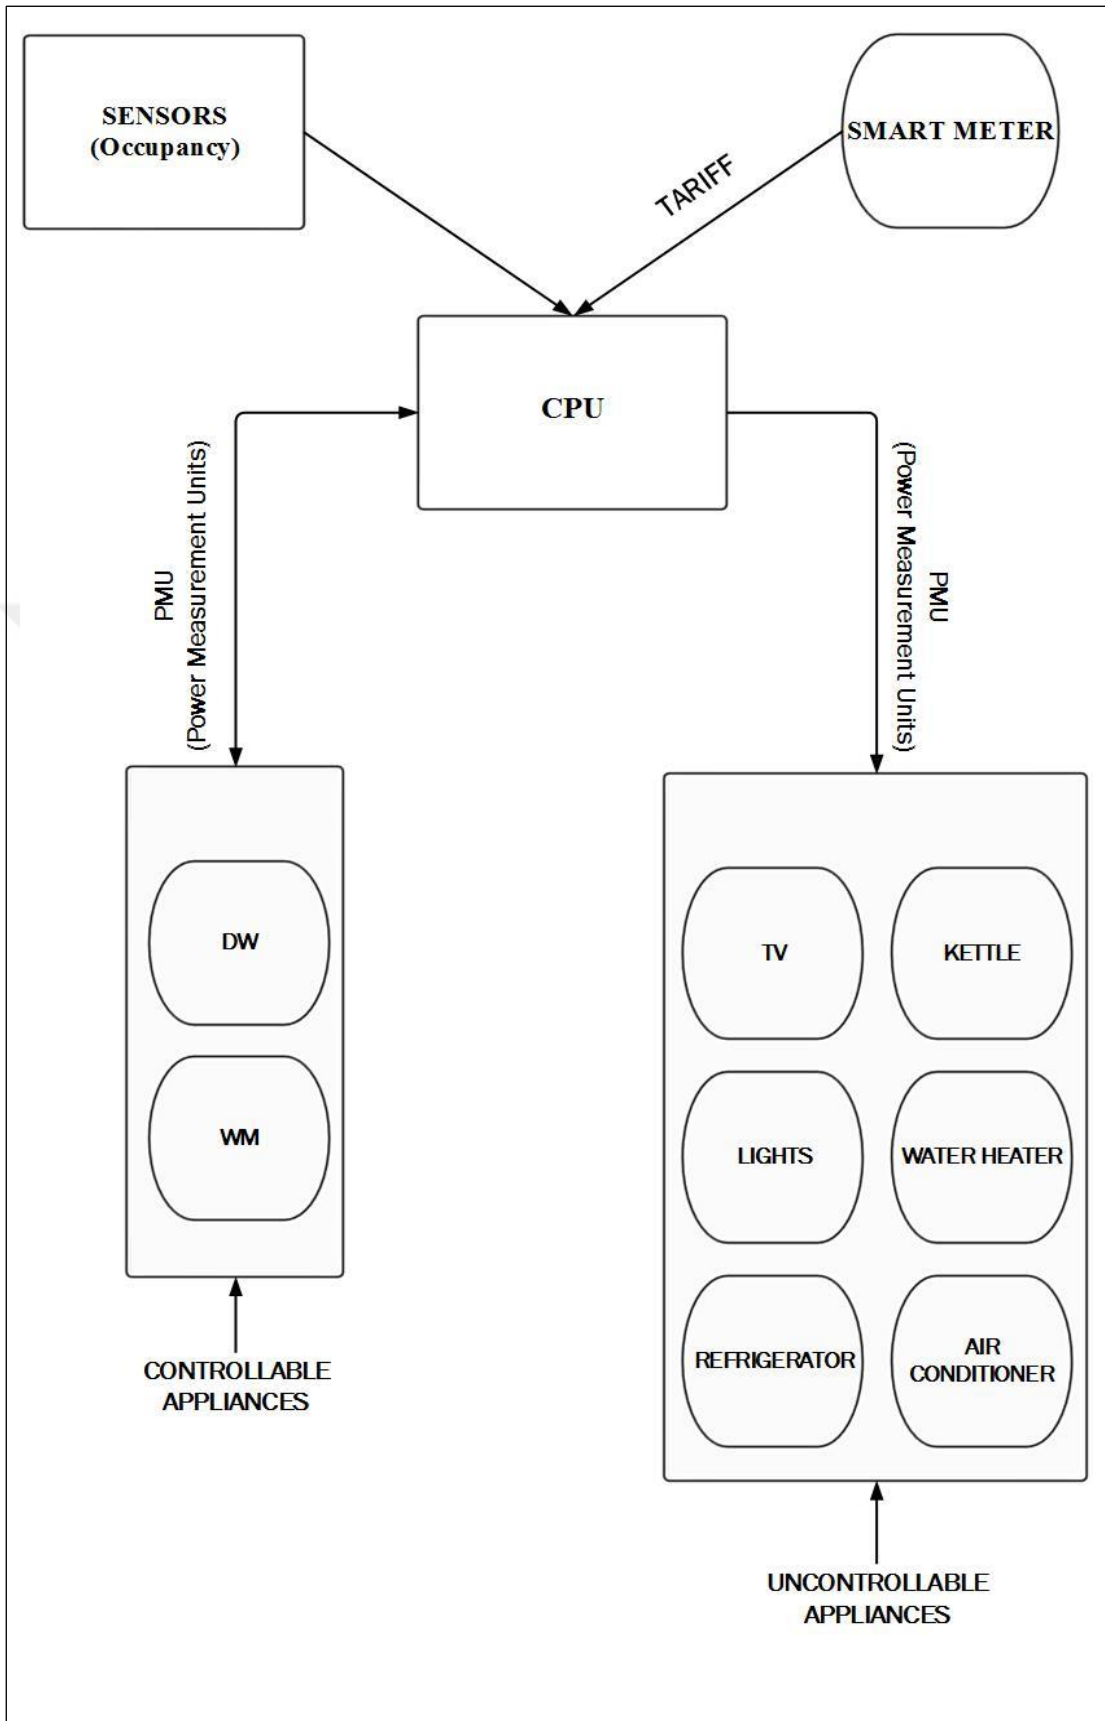 SENSORS
(Occupancy)
SMART METER
TARIFF
CPU
PMU
(Power Measurement Units)
PMU
(Power Measurement Units)
DW
WM
TV
KETTLE
LIGHTS
WATER HEATER
REFRIGERATOR
AIR
CONDITIONER
CONTROLLABLE
APPLIANCES
UNCONTROLLABLE
APPLIANCES